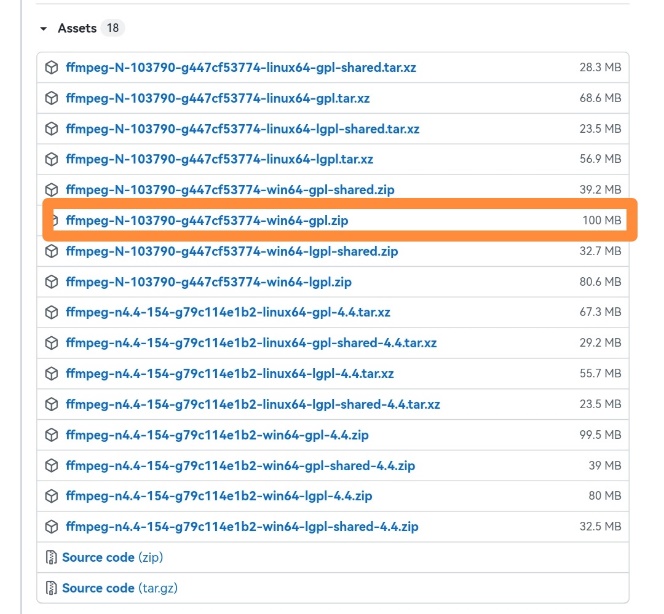 Assets 18
ffmpeg-N-103790-g447cf53774-linux64-gpl-shared.tar.xz 28.3 MB
ffmpeg-N-103790-g447cf53774-linux64-gpl.tar.xz 68.6 MB
ffmpeg-N-103790-g447cf53774-linux64-lgpl-shared.tar.xz 23.5 MB
ffmpeg-N-103790-g447cf53774-linux64-lgpl.tar.xz 56.9 MB
ffmpeg-N-103790-g447cf53774-win64-gpl-shared.zip 39.2 MB
ffmpeg-N-103790-g447cf53774-win64-gpl.zip 100 MB
ffmpeg-N-103790-g447cf53774-win64-lgpl-shared.zip 32.7 MB
ffmpeg-N-103790-g447cf53774-win64-lgpl.zip 80.6 MB
ffmpeg-n4.4-154-g79c114e1b2-linux64-gpl-4.4.tar.xz 67.3 MB
ffmpeg-n4.4-154-g79c114e1b2-linux64-gpl-shared-4.4.tar.xz 29.2 MB
ffmpeg-n4.4-154-g79c114e1b2-linux64-lgpl-4.4.tar.xz 55.7 MB
ffmpeg-n4.4-154-g79c114e1b2-linux64-lgpl-shared-4.4.tar.xz 23.5 MB
ffmpeg-n4.4-154-g79c114e1b2-win64-gpl-4.4.zip 99.5 MB
ffmpeg-n4.4-154-g79c114e1b2-win64-gpl-shared-4.4.zip 39 MB
ffmpeg-n4.4-154-g79c114e1b2-win64-lgpl-4.4.zip 80 MB
ffmpeg-n4.4-154-g79c114e1b2-win64-lgpl-shared-4.4.zip 32.5 MB
Source code (zip)
Source code (tar.gz)